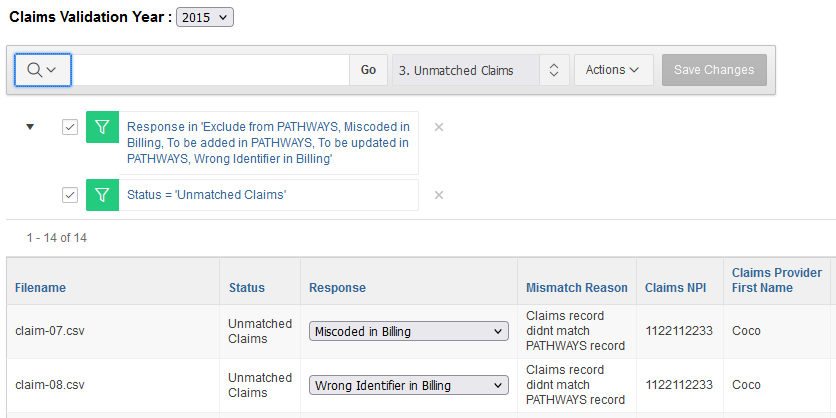 Claims Validation Year : 2015
Go
3. Unmatched Claims
Actions
Save Changes
Response in 'Exclude from PATHWAYS, Miscoded in
Billing, To be added in PATHWAYS, To be updated in
PATHWAYS, Wrong Identifier in Billing'
Status = 'Unmatched Claims'
1 - 14 of 14
Filename
Status
Response
Mismatch Reason
Claims NPI
Claims Provider
First Name
claim-07.csv
Unmatched
Claims
Miscoded in Billing
Claims record
didnt match
PATHWAYS record
1122112233
Coco
claim-08.csv
Unmatched
Claims
Wrong Identifier in Billing
Claims record
didnt match
PATHWAYS record
1122112233
Coco